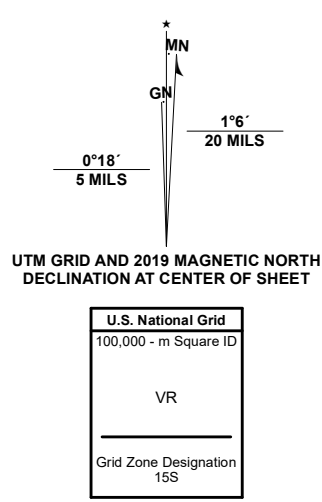 ★
MN
GN
1°6´
20 MILS
0°18´
5 MILS
UTM GRID AND 2019 MAGNETIC NORTH
DECLINATION AT CENTER OF SHEET
U.S. National Grid
100,000 - m Square ID
VR
Grid Zone Designation
15S